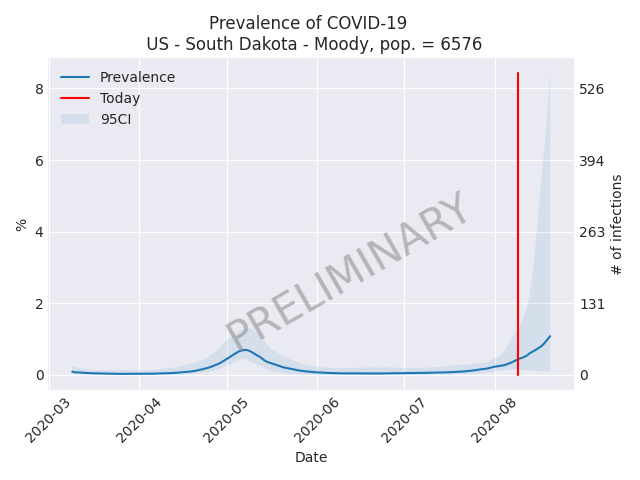 Prevalence of COVID-19
US - South Dakota - Moody, pop. = 6576
Prevalence
Today
95CI
8
6
4
2
0
%
526
394
263
131
0
# of infections
PRELIMINARY
2020-03
2020-04
2020-05
2020-06
2020-07
2020-08
Date